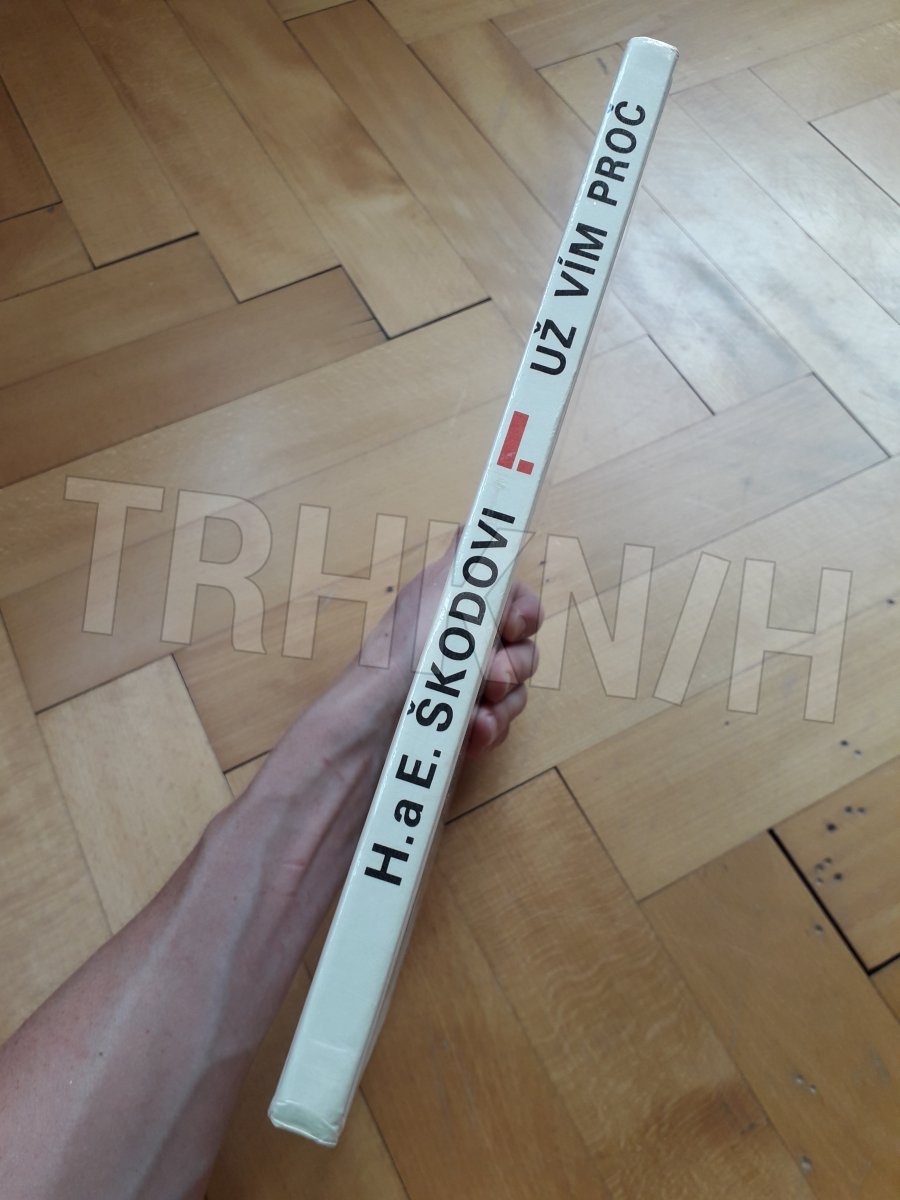 H. a E. ŠKODOVI UŽ VÍM PROČ
TRHKNIH